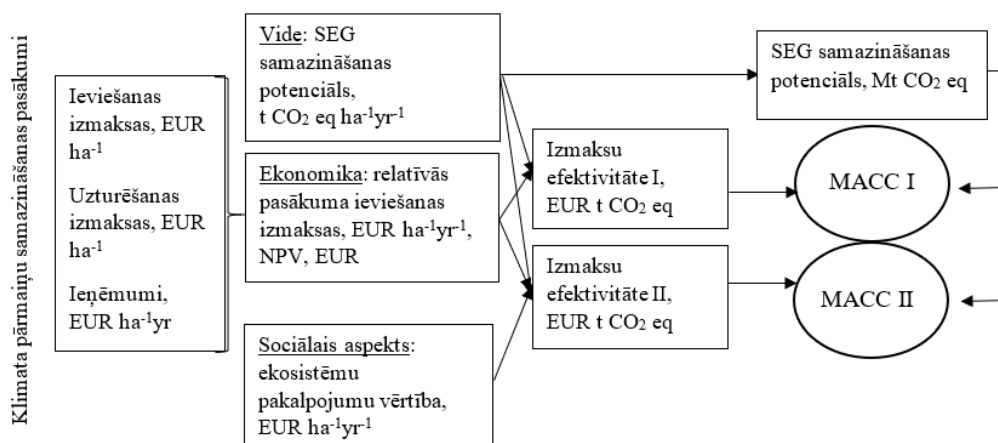 Klimata pārmaiņu samazināšanas pasākumi
Ieviešanas
izmaksas, EUR
ha⁻¹
Uzturēšanas
izmaksas, EUR
ha⁻¹
Ieņēmumi,
EUR ha⁻¹yr
Vide: SEG
samazināšanas
potenciāls,
t CO₂ eq ha⁻¹yr⁻¹
Ekonomika: relatīvās
pasākuma ieviešanas
izmaksas, EUR ha⁻¹yr⁻¹,
NPV, EUR
Sociālais aspekts:
ekosistēmu
pakalpojumu vērtība,
EUR ha⁻¹yr⁻¹
Izmaksu
efektivitāte I,
EUR t CO₂ eq
Izmaksu
efektivitāte II,
EUR t CO₂ eq
SEG samazināšanas
potenciāls, Mt CO₂ eq
MACC I
MACC II